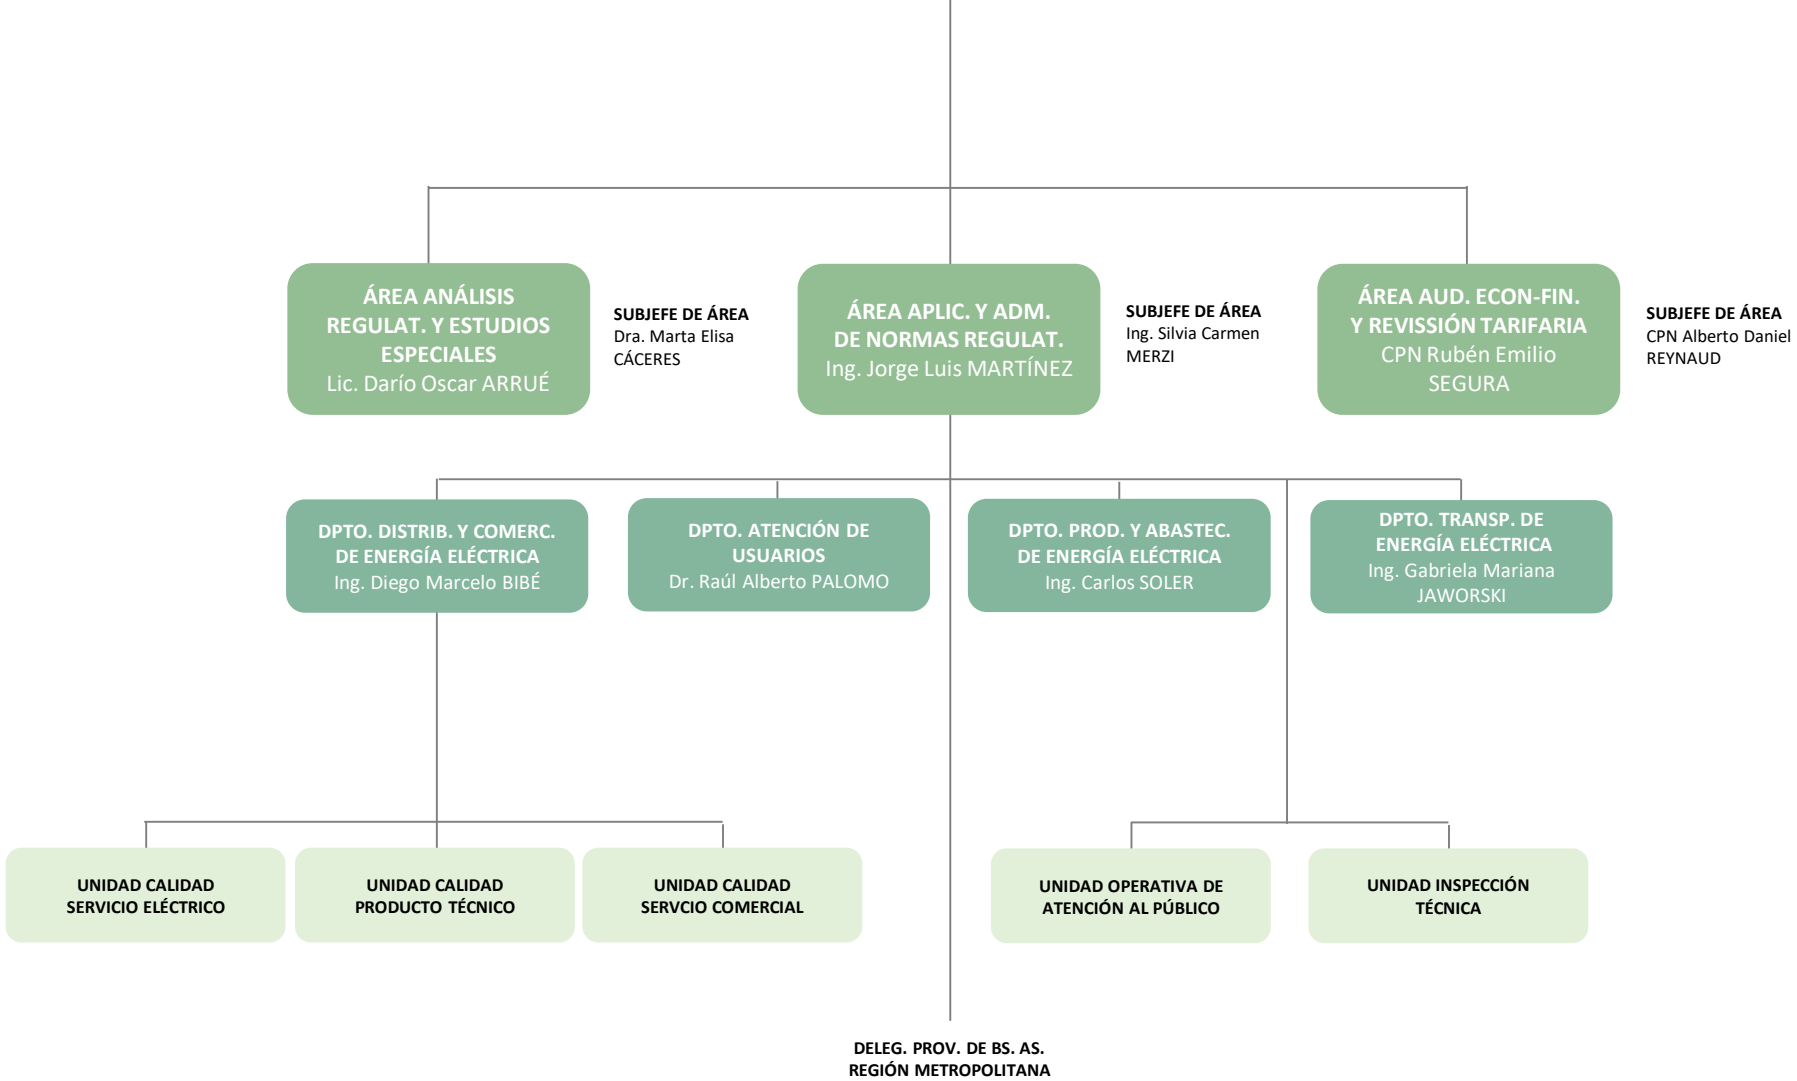 ÁREA ANÁLISIS
REGULAT. Y ESTUDIOS
ESPECIALES
Lic. Darío Oscar ARRUÉ
SUBJEFE DE ÁREA
Dra. Marta Elisa
CÁCERES
ÁREA APLIC. Y ADM.
DE NORMAS REGULAT.
Ing. Jorge Luis MARTÍNEZ
SUBJEFE DE ÁREA
Ing. Silvia Carmen
MERZI
ÁREA AUD. ECON-FIN.
Y REVISSIÓN TARIFARIA
CPN Rubén Emilio
SEGURA
SUBJEFE DE ÁREA
CPN Alberto Daniel
REYNAUD
DPTO. DISTRIB. Y COMERC.
DE ENERGÍA ELÉCTRICA
Ing. Diego Marcelo BIBÉ
DPTO. ATENCIÓN DE
USUARIOS
Dr. Raúl Alberto PALOMO
DPTO. PROD. Y ABASTEC.
DE ENERGÍA ELÉCTRICA
Ing. Carlos SOLER
DPTO. TRANSP. DE
ENERGÍA ELÉCTRICA
Ing. Gabriela Mariana
JAWORSKI
UNIDAD CALIDAD
SERVICIO ELÉCTRICO
UNIDAD CALIDAD
PRODUCTO TÉCNICO
UNIDAD CALIDAD
SERVCIO COMERCIAL
UNIDAD OPERATIVA DE
ATENCIÓN AL PÚBLICO
UNIDAD INSPECCIÓN
TÉCNICA
DELEG. PROV. DE BS. AS.
REGIÓN METROPOLITANA